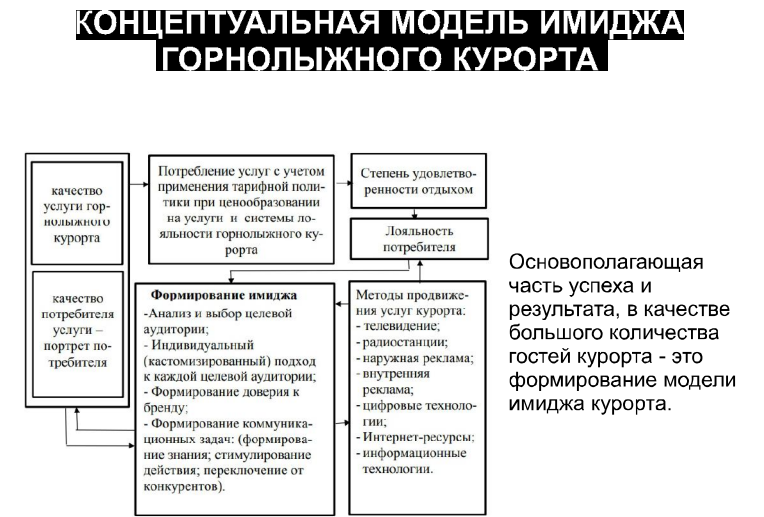 КОНЦЕПТУАЛЬНАЯ МОДЕЛЬ ИМИДЖА
ГОРНОЛЫЖНОГО КУРОРТА
качество
услуги гор-
нолыжного
курорта
качество
потребителя
услуги –
портрет по-
требителя
Потребление услуг с учетом
применения тарифной поли-
тики при ценообразовании
на услуги и системы ло-
яльности горнолыжного ку-
рорта
Степень удовлетво-
ренности отдыхом
Лояльность
потребителя
Формирование имиджа
-Анализ и выбор целевой
аудитории;
- Индивидуальный
(кастомизированный) подход
к каждой целевой аудитории;
- Формирование доверия к
бренду;
- Формирование коммуника-
ционных задач: (формирова-
ние знания; стимулирование
действия; переключение от
конкурентов).
Методы продвиже-
ния услуг курорта:
- телевидение;
- радиостанции;
- наружная реклама;
- внутренняя
реклама;
- цифровые техноло-
гии;
- Интернет-ресурсы;
- информационные
технологии.
Основополагающая
часть успеха и
результата, в качестве
большого количества
гостей курорта - это
формирование модели
имиджа курорта.